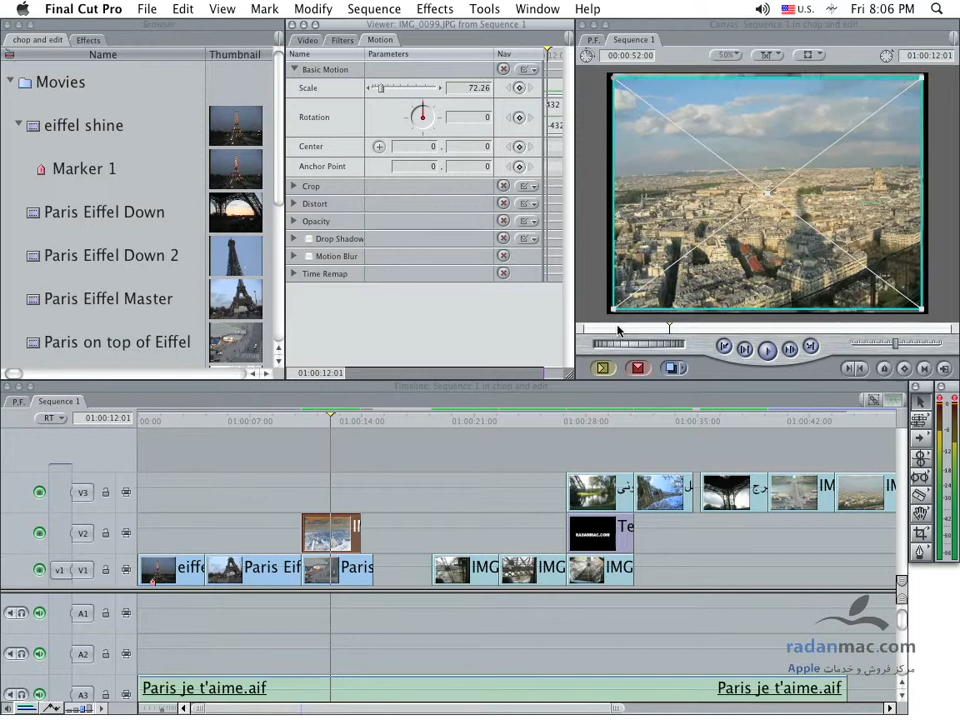 Final Cut Pro File Edit View Mark Modify Sequence Effects Tools Window Help U.S. Fri 8:06 PM
Browser
Viewer: IMG_0099.JPG from Sequence 1
Canvas: Sequence 1 in chop and edit
chop and edit Effects
Video Filters Motion
P.F. Sequence 1
Name Thumbnail
Name Parameters Nav
00:00:52:00 50% 01:00:12:01
Movies
Basic Motion
Scale 72.26
eiffel shine
Rotation 0
432
-432
Center 0 , 0
Marker 1
Anchor Point 0 , 0
Crop
Distort
Paris Eiffel Down
Opacity
Drop Shadow
Paris Eiffel Down 2
Motion Blur
Time Remap
Paris Eiffel Master
Paris on top of Eiffel
01:00:12:01
Timeline: Sequence 1 in chop and edit
P.F. Sequence 1
RT 01:00:12:01 00:00 01:00:07:00 01:00:14:00 01:00:21:00 01:00:28:00 01:00:35:00 01:00:42:00
V3 IM IM
V2 Te
RADANMAC.COM
v1 V1 eiffe Paris Eif Paris IMG IMG IMG
A1
A2
A3 Paris je t'aime.aif Paris je t'aime.aif
0
-6
-12
-18
-24
radanmac.com
مرکز فروش و خدمات Apple